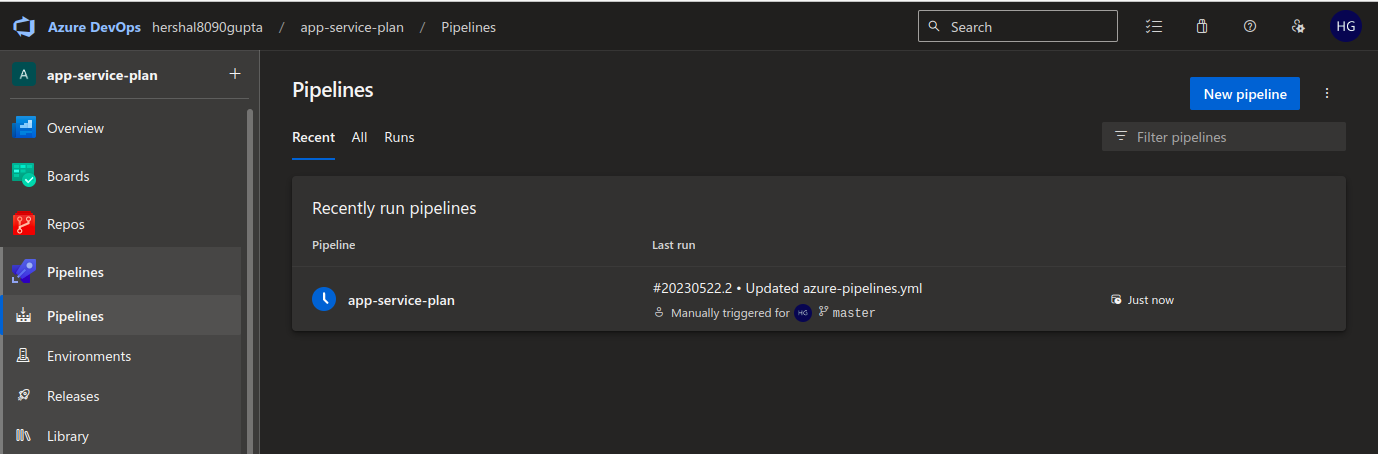 Azure DevOps hershal8090gupta / app-service-plan / Pipelines
Search
HG
A app-service-plan +
Overview
Boards
Repos
Pipelines
Pipelines
Environments
Releases
Library
Pipelines
New pipeline
Recent All Runs
Filter pipelines
Recently run pipelines
Pipeline Last run
app-service-plan
#20230522.2 • Updated azure-pipelines.yml
Manually triggered for HG master
Just now